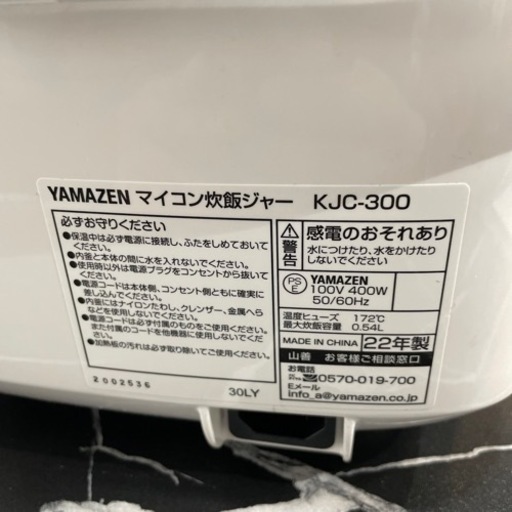 YAMAZEN マイコン炊飯ジャー KJC-300
必ずお守りください
●保温中は必ず電源に接続し、ふたをしめておいて
ください。
●内釜と本体の間に水を入れないでください。
●使用時以外は電源プラグをコンセントから抜いて
ください。
●電源コードは本体側、コンセント側ともに確実に
差し込んでください。
●内釜にはナイロンたわし、クレンザー、金属へら
などを使用しないでください。
●電源コードは必ず付属のものをご使用ください。
また付属のコードを他機器に使用しないでください。
●加熱板の汚れは必ず取り除いてご使用ください。
2002536
30LY
警告
感電のおそれあり
水につけたり、水をかけたり
しないでください。
PS
E
YAMAZEN
100V 400W
50/60Hz
温度ヒューズ 172℃
最大炊飯容量 0.54L
MADE IN CHINA 22年製
山善 お客様ご相談窓口
お電話
0570-019-700
Eメール
info_a@yamazen.co.jp